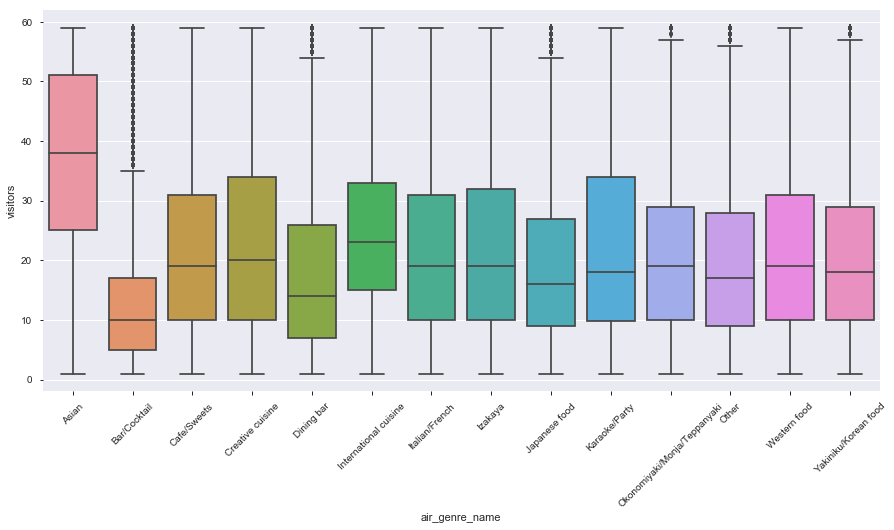 60
50
40
30
20
10
0
visitors
Asian
Bar/Cocktail
Cafe/Sweets
Creative cuisine
Dining bar
International cuisine
Italian/French
Izakaya
Japanese food
Karaoke/Party
Okonomiyaki/Monja/Teppanyaki
Other
Western food
Yakiniku/Korean food
air_genre_name